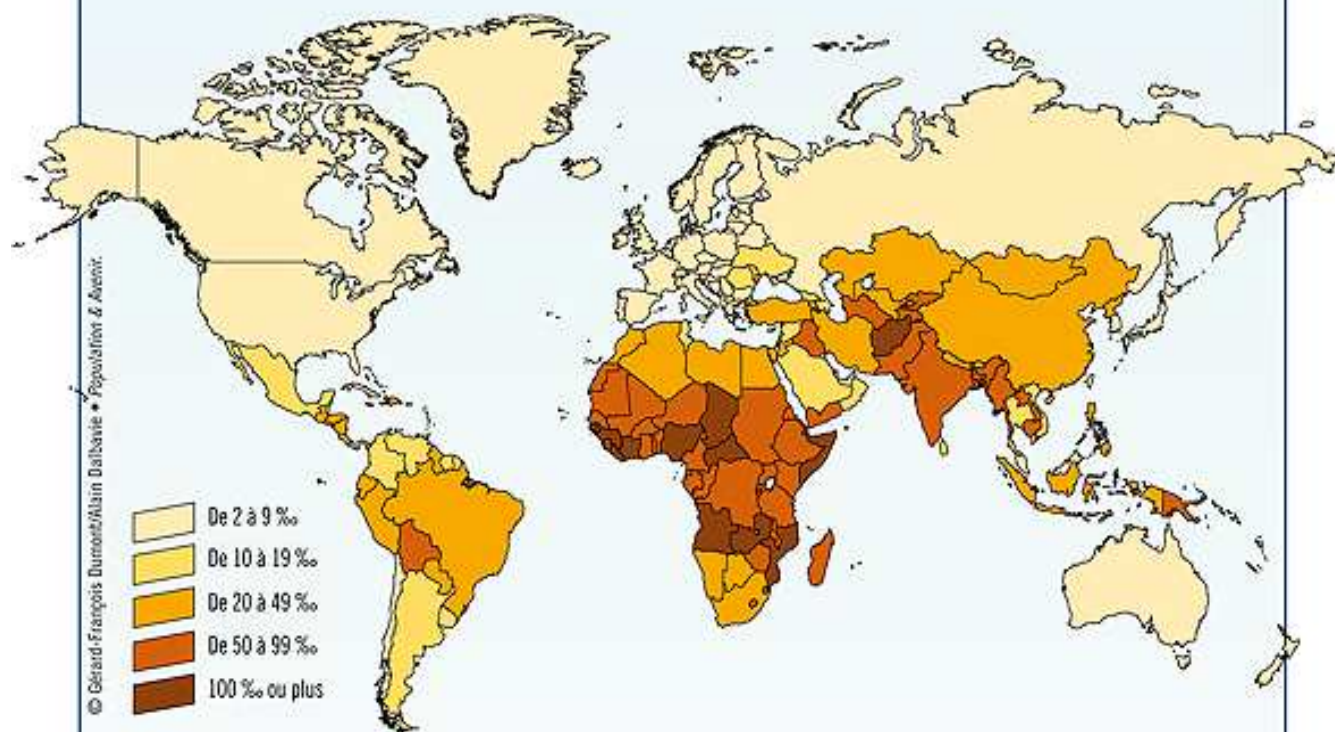 © Gérard-François Dumont/Alain Dalbavie • Population & Avenir.
De 2 à 9 ‰
De 10 à 19 ‰
De 20 à 49 ‰
De 50 à 99 ‰
100 ‰ ou plus